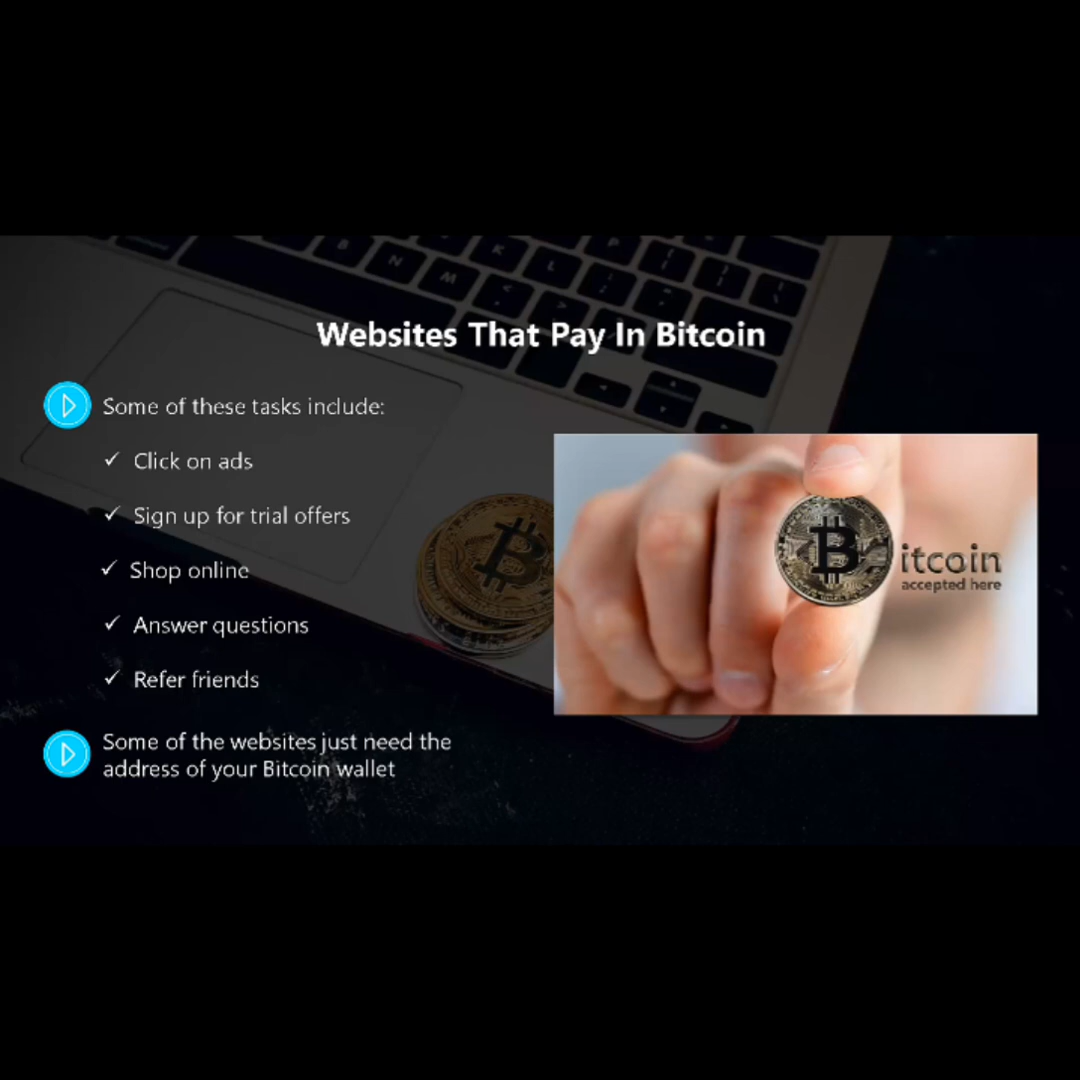 Websites That Pay In Bitcoin
Some of these tasks include:
✓ Click on ads
✓ Sign up for trial offers
✓ Shop online
✓ Answer questions
✓ Refer friends
Some of the websites just need the
address of your Bitcoin wallet
B
itcoin
accepted here
B
N
M
K
L
P